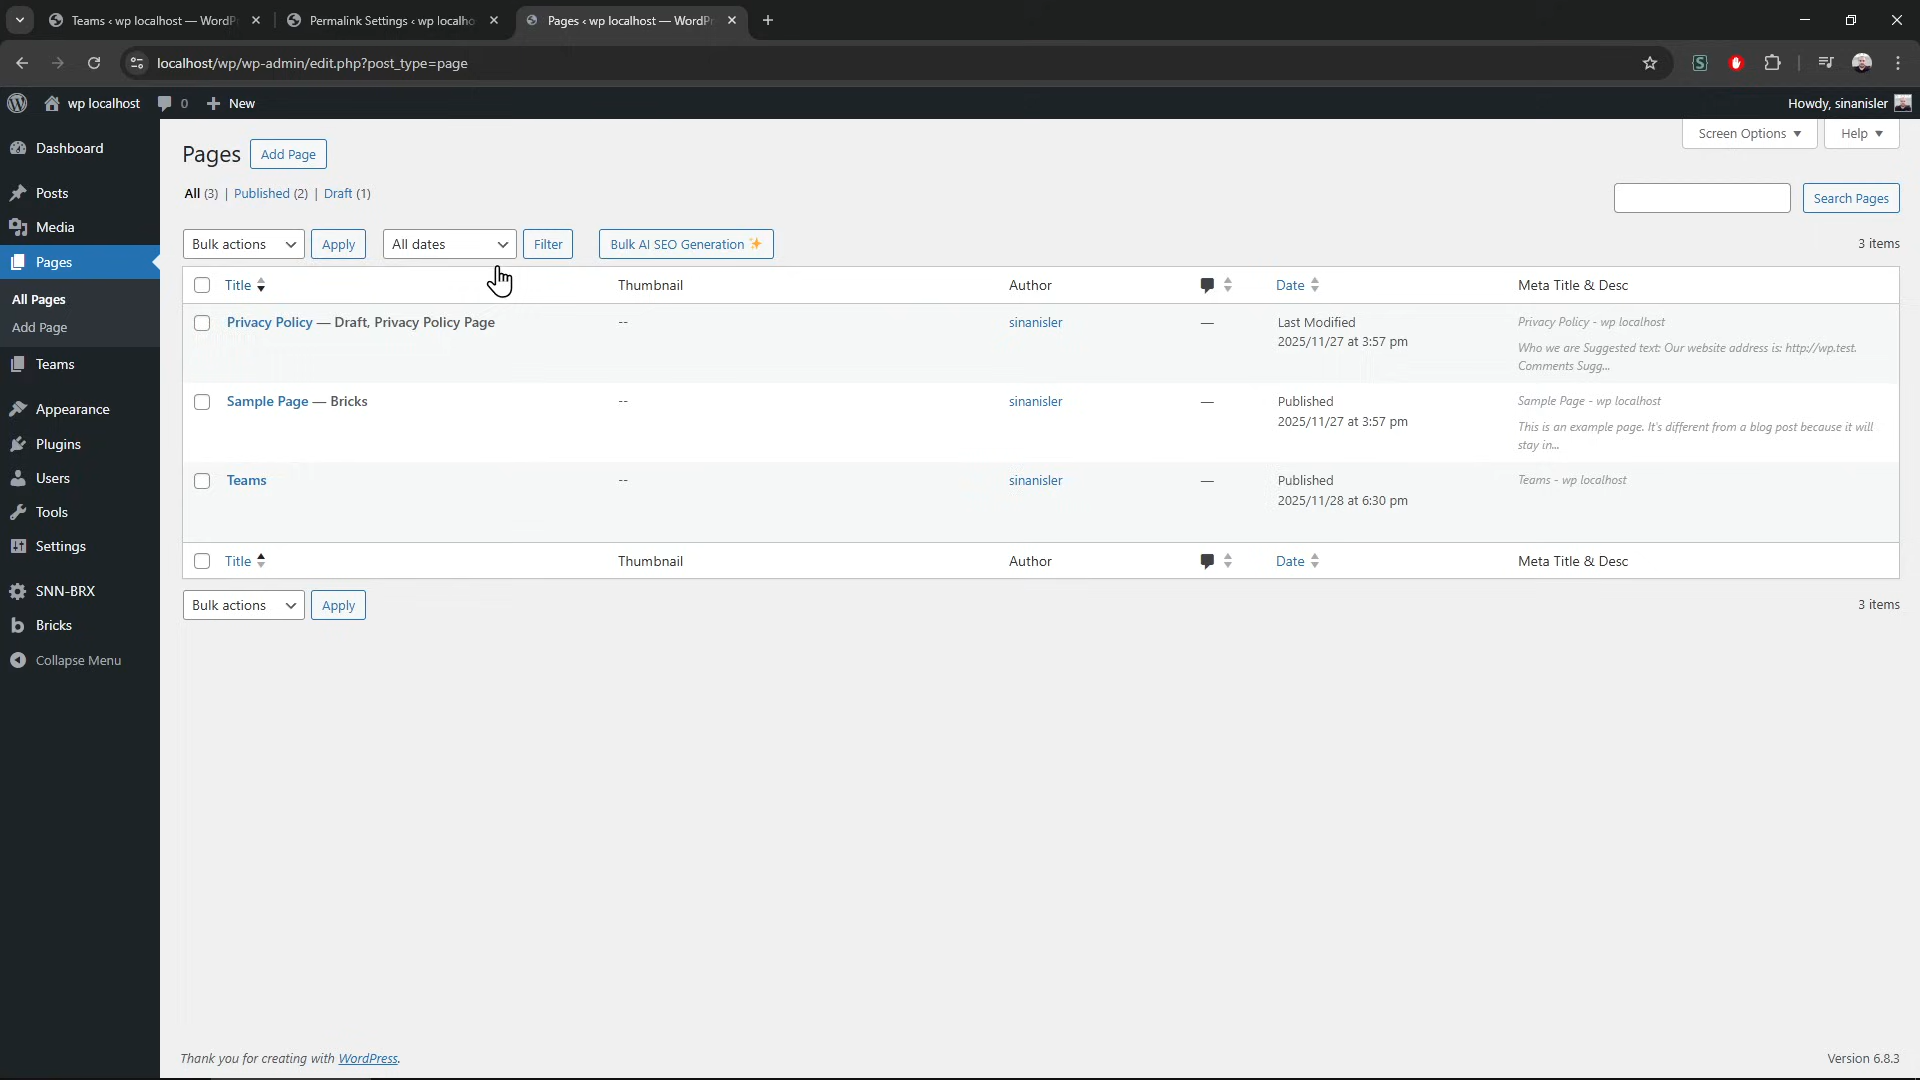 Teams ‹ wp localhost — WordP
Permalink Settings ‹ wp localho
Pages ‹ wp localhost — WordP
localhost/wp/wp-admin/edit.php?post_type=page
wp localhost
0
New
Howdy, sinanisler
Dashboard
Posts
Media
Pages
All Pages
Add Page
Teams
Appearance
Plugins
Users
Tools
Settings
SNN-BRX
Bricks
Collapse Menu
Screen Options
Help
Pages
Add Page
All (3) | Published (2) | Draft (1)
Search Pages
Bulk actions
Apply
All dates
Filter
Bulk AI SEO Generation ✨
3 items
Title
Thumbnail
Author
Date
Meta Title & Desc
Privacy Policy — Draft, Privacy Policy Page
--
sinanisler
—
Last Modified
2025/11/27 at 3:57 pm
Privacy Policy - wp localhost
Who we are Suggested text: Our website address is: http://wp.test.
Comments Sugg...
Sample Page — Bricks
--
sinanisler
—
Published
2025/11/27 at 3:57 pm
Sample Page - wp localhost
This is an example page. It's different from a blog post because it will
stay in...
Teams
--
sinanisler
—
Published
2025/11/28 at 6:30 pm
Teams - wp localhost
Title
Thumbnail
Author
Date
Meta Title & Desc
Bulk actions
Apply
3 items
Thank you for creating with WordPress.
Version 6.8.3